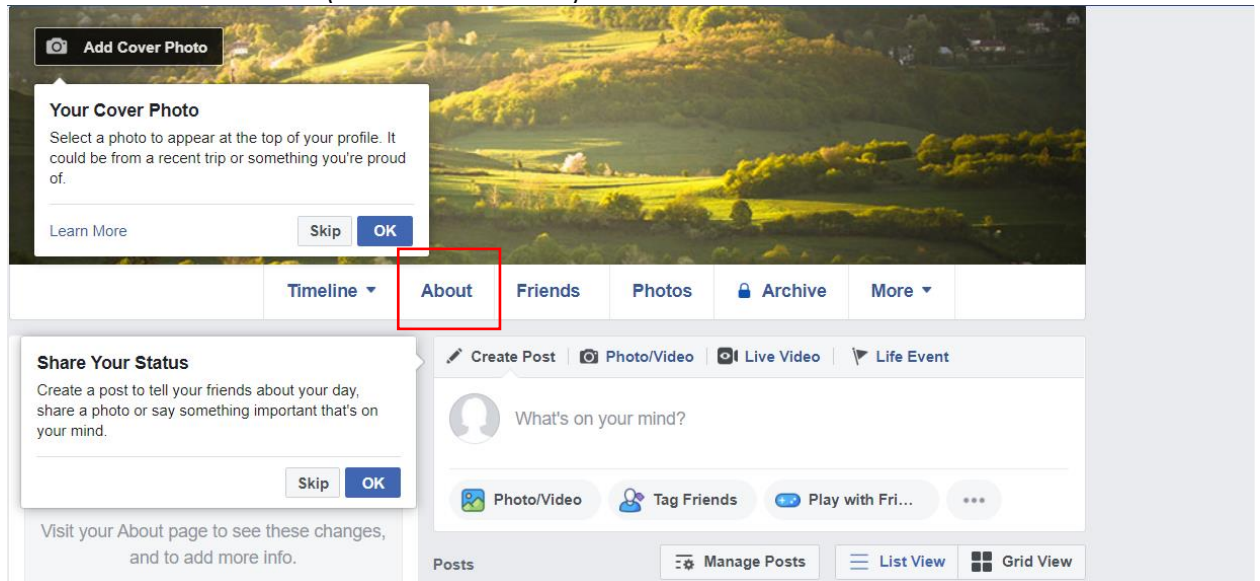 Add Cover Photo
Your Cover Photo
Select a photo to appear at the top of your profile. It
could be from a recent trip or something you're proud
of.
Learn More
Skip
OK
Timeline
About
Friends
Photos
Archive
More
Share Your Status
Create a post to tell your friends about your day,
share a photo or say something important that's on
your mind.
Skip
OK
Visit your About page to see these changes,
and to add more info.
Create Post
Photo/Video
Live Video
Life Event
What's on your mind?
Photo/Video
Tag Friends
Play with Fri...
Posts
Manage Posts
List View
Grid View